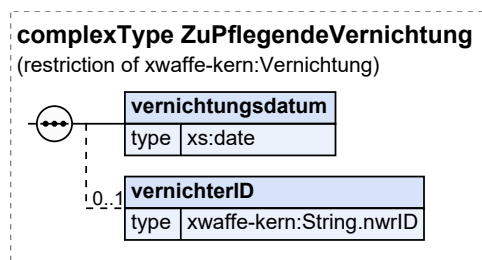 complexType ZuPflegendeVernichtung
(restriction of xwaffe-kern:Vernichtung)
vernichtungsdatum
type xs:date
0..1
vernichterID
type xwaffe-kern:String.nwrID